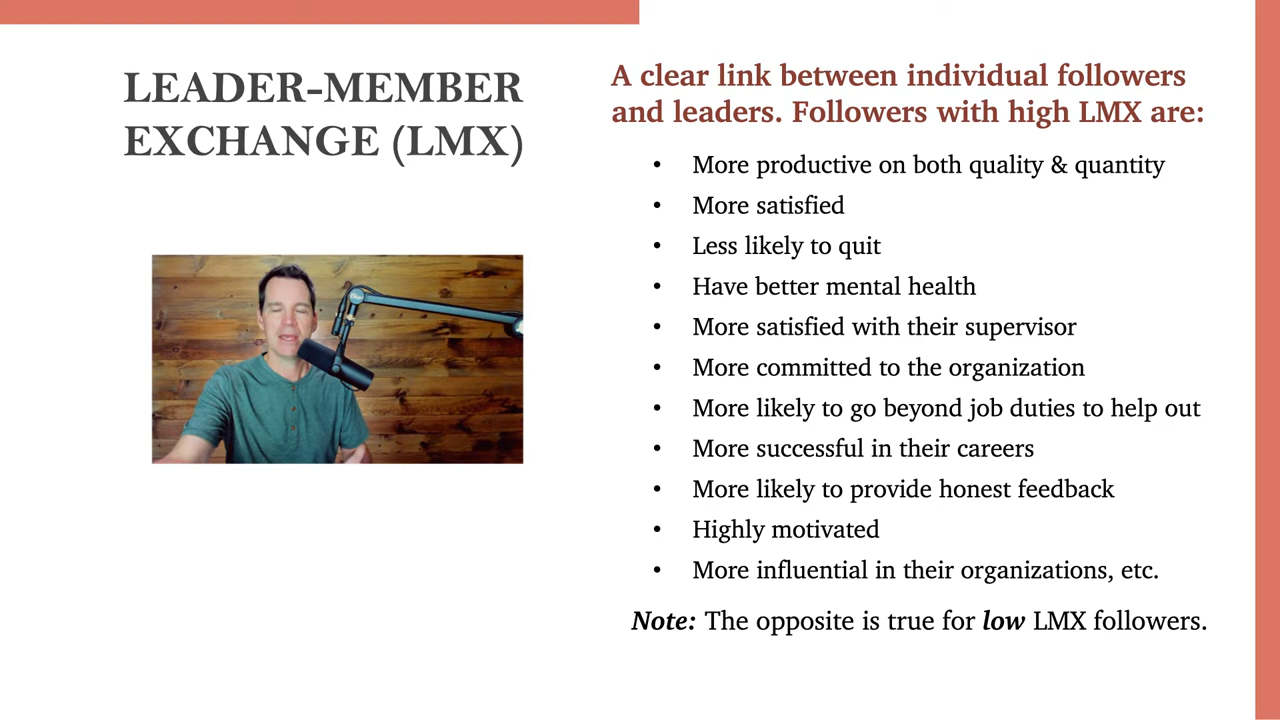 LEADER-MEMBER
EXCHANGE (LMX)
A clear link between individual followers
and leaders. Followers with high LMX are:
• More productive on both quality & quantity
• More satisfied
• Less likely to quit
• Have better mental health
• More satisfied with their supervisor
• More committed to the organization
• More likely to go beyond job duties to help out
• More successful in their careers
• More likely to provide honest feedback
• Highly motivated
• More influential in their organizations, etc.
Note: The opposite is true for low LMX followers.